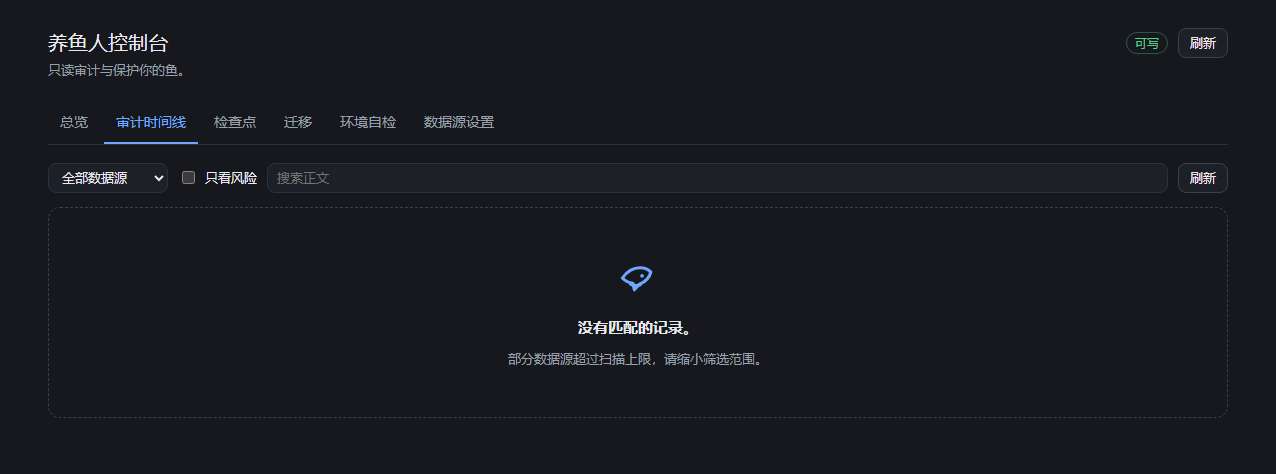 养鱼人控制台
可写 刷新
只读审计与保护你的鱼。
总览 审计时间线 检查点 迁移 环境自检 数据源设置
全部数据源 只看风险 搜索正文 刷新
没有匹配的记录。
部分数据源超过扫描上限，请缩小筛选范围。